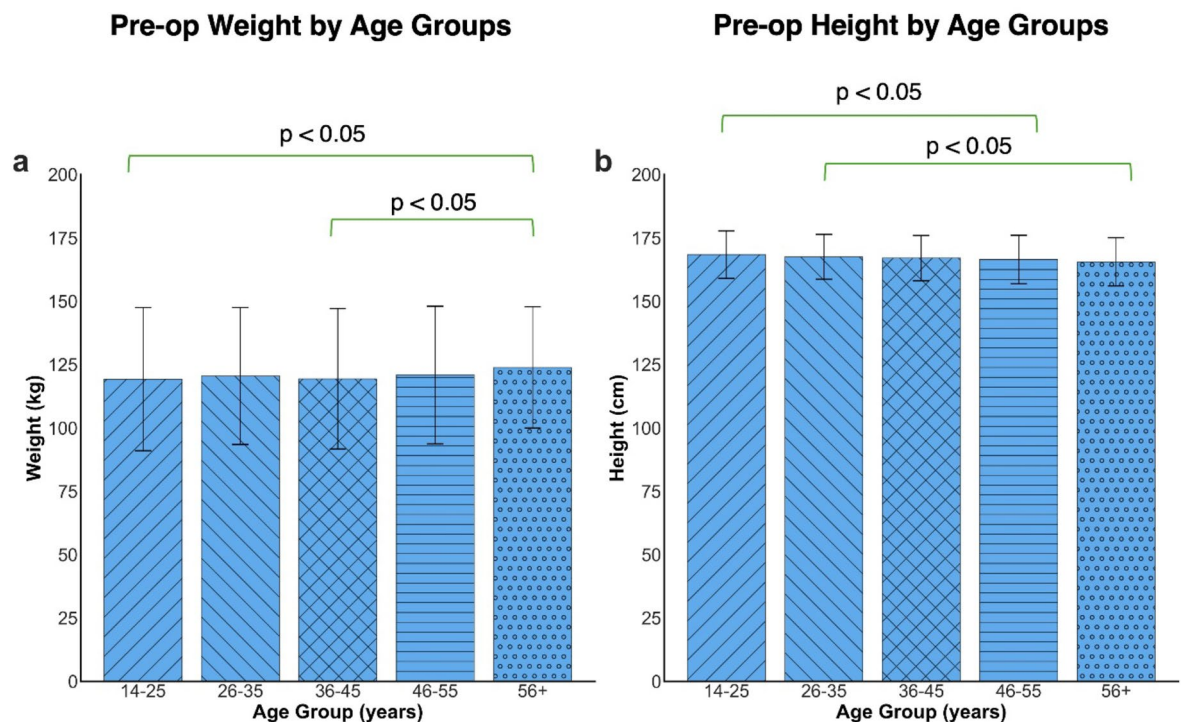 Pre-op Weight by Age Groups
a
p < 0.05
p < 0.05
Weight (kg)
200
175
150
125
100
75
50
25
0
14-25 26-35 36-45 46-55 56+
Age Group (years)
Pre-op Height by Age Groups
b
p < 0.05
p < 0.05
Height (cm)
200
175
150
125
100
75
50
25
0
14-25 26-35 36-45 46-55 56+
Age Group (years)